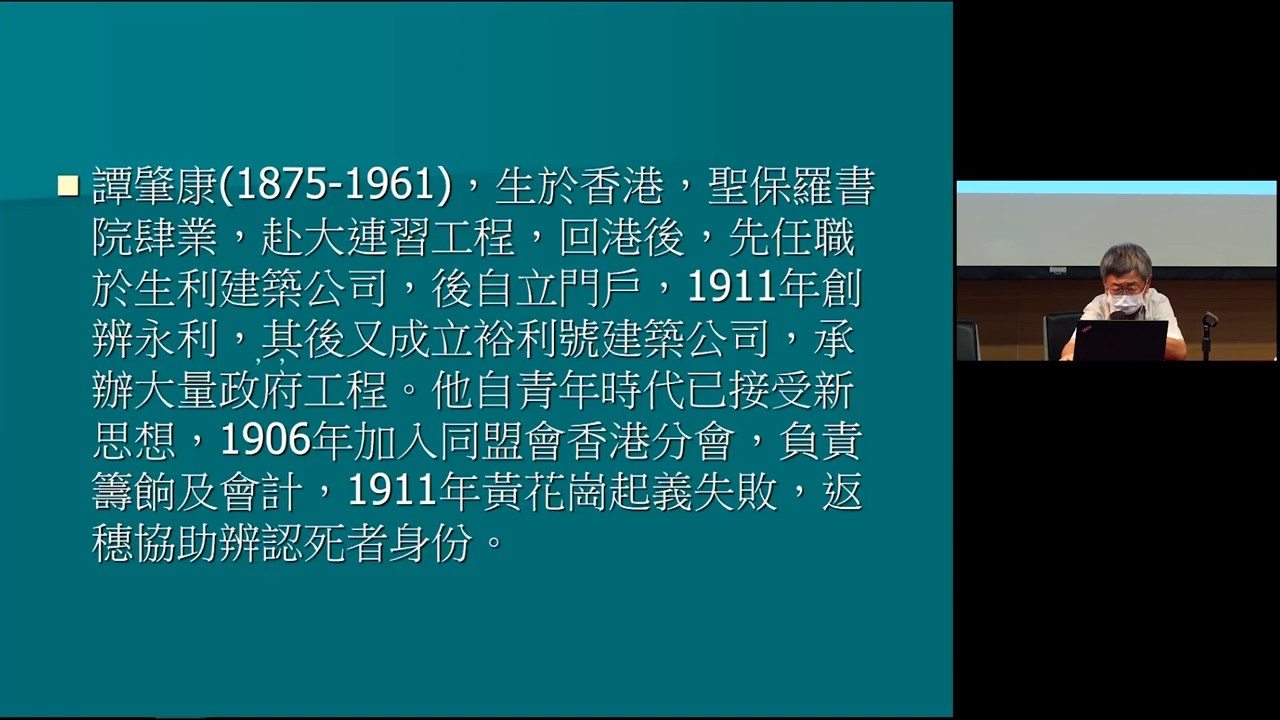 譚肇康(1875-1961)，生於香港，聖保羅書
院肆業，赴大連習工程，回港後，先任職
於生利建築公司，後自立門戶，1911年創
辨永利，其後又成立裕利號建築公司，承
辦大量政府工程。他自青年時代已接受新
思想，1906年加入同盟會香港分會，負責
籌餉及會計，1911年黃花崗起義失敗，返
穗協助辨認死者身份。